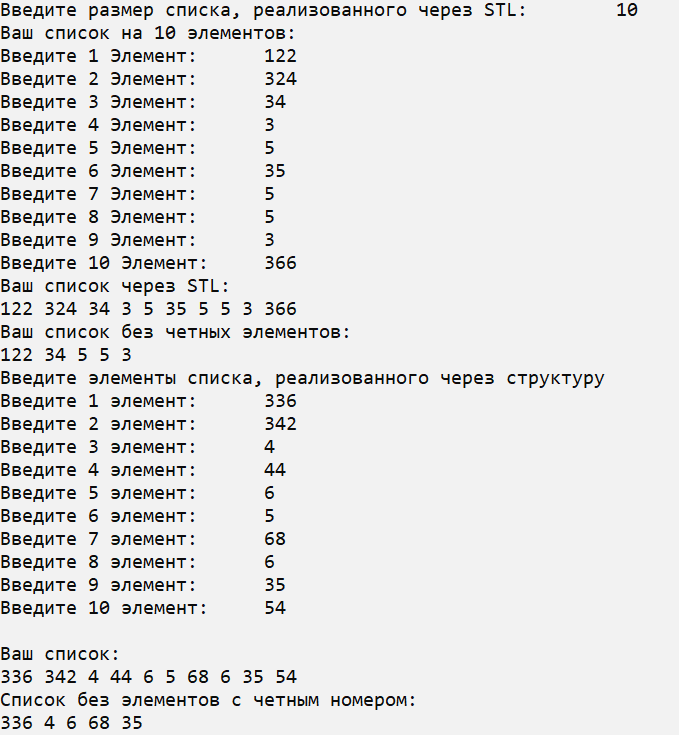 Введите размер списка, реализованного через STL: 10
Ваш список на 10 элементов:
Введите 1 Элемент: 122
Введите 2 Элемент: 324
Введите 3 Элемент: 34
Введите 4 Элемент: 3
Введите 5 Элемент: 5
Введите 6 Элемент: 35
Введите 7 Элемент: 5
Введите 8 Элемент: 5
Введите 9 Элемент: 3
Введите 10 Элемент: 366
Ваш список через STL:
122 324 34 3 5 35 5 5 3 366
Ваш список без четных элементов:
122 34 5 5 3
Введите элементы списка, реализованного через структуру
Введите 1 элемент: 336
Введите 2 элемент: 342
Введите 3 элемент: 4
Введите 4 элемент: 44
Введите 5 элемент: 6
Введите 6 элемент: 5
Введите 7 элемент: 68
Введите 8 элемент: 6
Введите 9 элемент: 35
Введите 10 элемент: 54
Ваш список:
336 342 4 44 6 5 68 6 35 54
Список без элементов с четным номером:
336 4 6 68 35